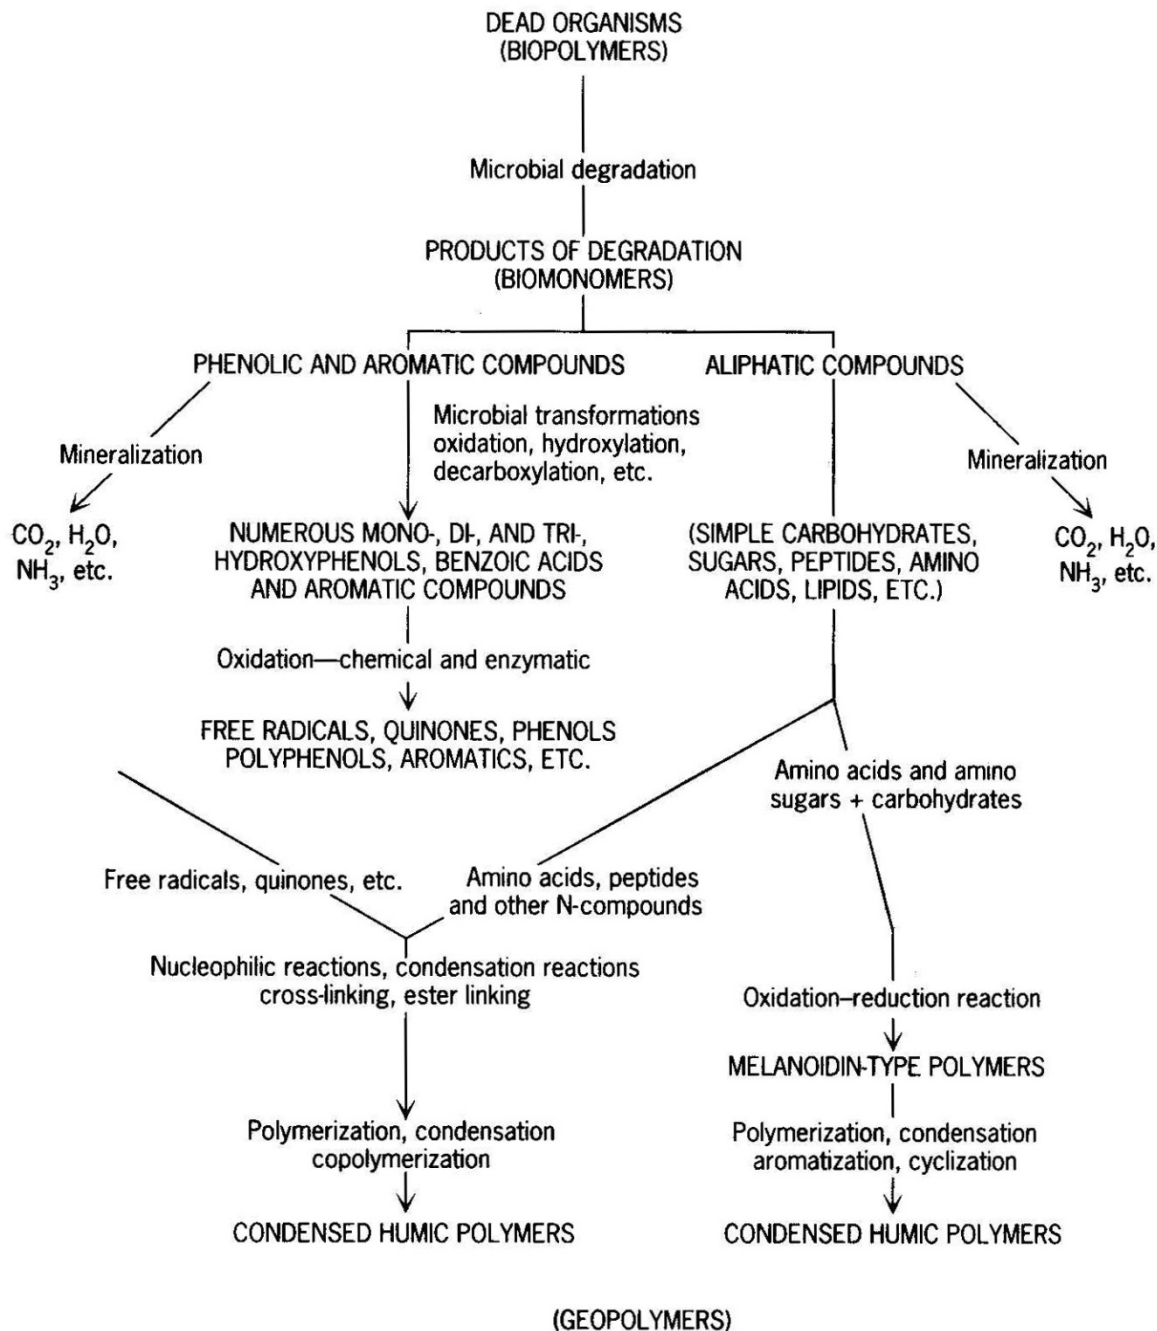 DEAD ORGANISMS
(BIOPOLYMERS)
Microbial degradation
PRODUCTS OF DEGRADATION
(BIOMONOMERS)
PHENOLIC AND AROMATIC COMPOUNDS
ALIPHATIC COMPOUNDS
Microbial transformations
oxidation, hydroxylation,
decarboxylation, etc.
Mineralization
Mineralization
CO₂, H₂O,
NH₃, etc.
NUMEROUS MONO-, DI-, AND TRI-,
HYDROXYPHENOLS, BENZOIC ACIDS
AND AROMATIC COMPOUNDS
(SIMPLE CARBOHYDRATES,
SUGARS, PEPTIDES, AMINO
ACIDS, LIPIDS, ETC.)
CO₂, H₂O,
NH₃, etc.
Oxidation—chemical and enzymatic
FREE RADICALS, QUINONES, PHENOLS
POLYPHENOLS, AROMATICS, ETC.
Amino acids and amino
sugars + carbohydrates
Free radicals, quinones, etc.
Amino acids, peptides
and other N-compounds
Nucleophilic reactions, condensation reactions
cross-linking, ester linking
Oxidation–reduction reaction
MELANOIDIN-TYPE POLYMERS
Polymerization, condensation
copolymerization
Polymerization, condensation
aromatization, cyclization
CONDENSED HUMIC POLYMERS
CONDENSED HUMIC POLYMERS
(GEOPOLYMERS)